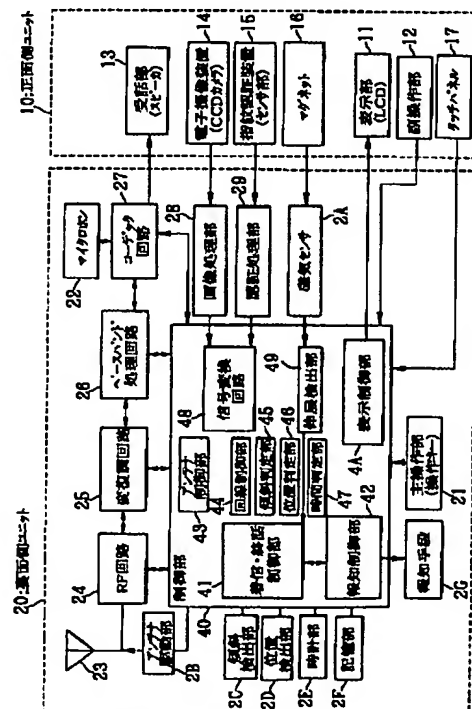 10:正面側ユニット
13
受話部
(スピーカ)
14
電子撮像装置
(CCDカメラ)
15
指紋認証装置
(センサ部)
16
マグネット
11
表示部
(LCD)
12
副操作部
17
タッチパネル
20:裏面側ユニット
22
マイクロホン
27
コーデック
回路
28
画像処理部
29
認証処理部
2A
磁気センサ
26
ベースバンド
処理回路
25
変復調回路
24
RF回路
23
2B
アンテナ
駆動部
40
制御部
48
信号変換
回路
49
伸展検出部
4A
表示制御部
43
アンテナ
制御部
44
回線制御部
45
傾斜判定部
46
位置判定部
47
時間判定部
41
着信・終話
制御部
42
報知制御部
2C
傾斜
検出部
2D
位置
検出部
2E
時計部
2F
記憶部
2G
報知手段
21
主操作部
(操作キー)